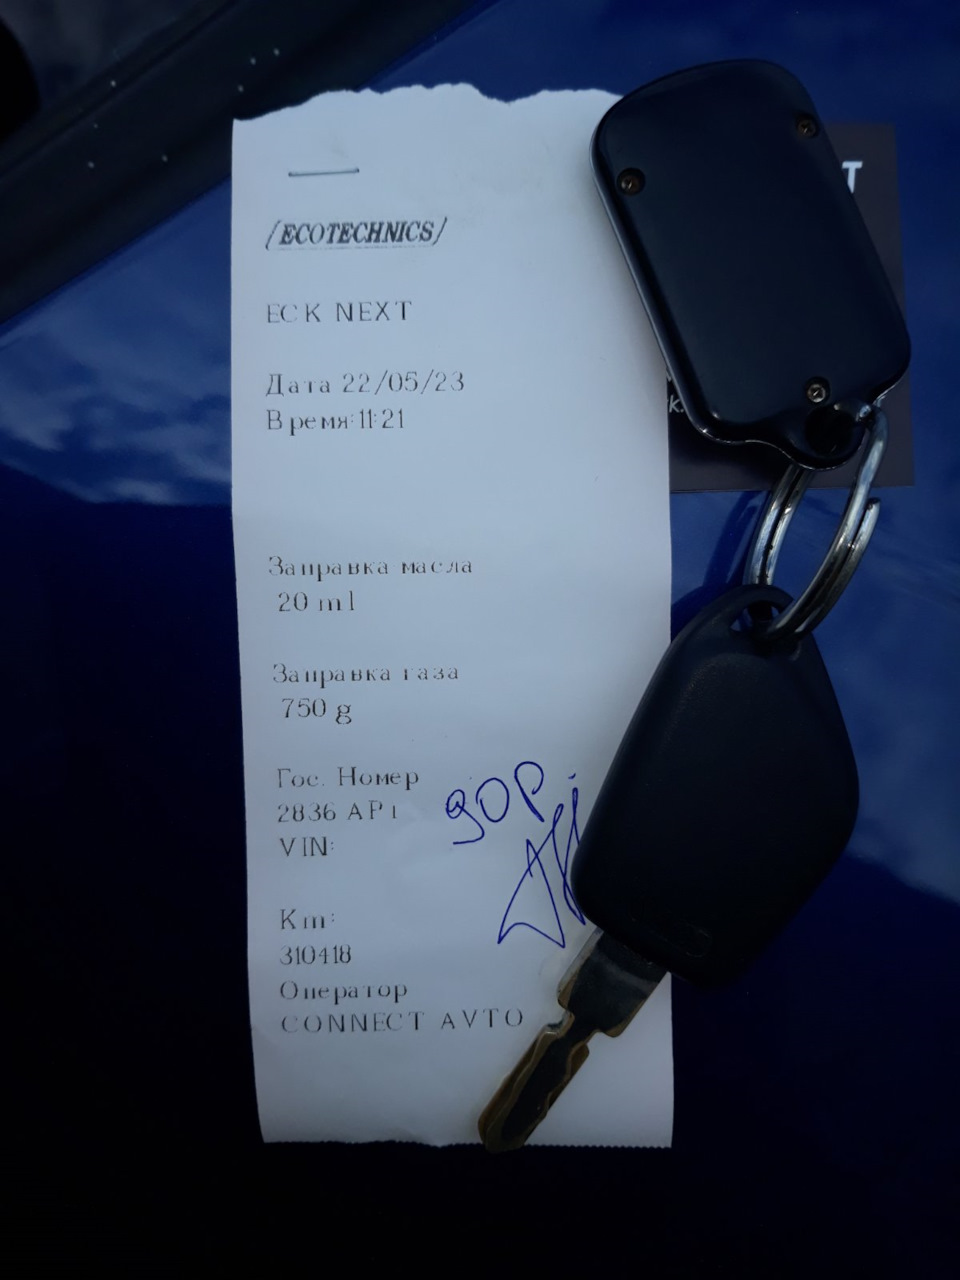 /ECOTECHNICS/
ECK NEXT
Дата 22/05/23
Время:11:21
Заправка масла
20 ml
Заправка газа
750 g
Гос. Номер
2836 APi
VIN:
Km:
310418
Оператор
CONNECT AVTO
T
k.